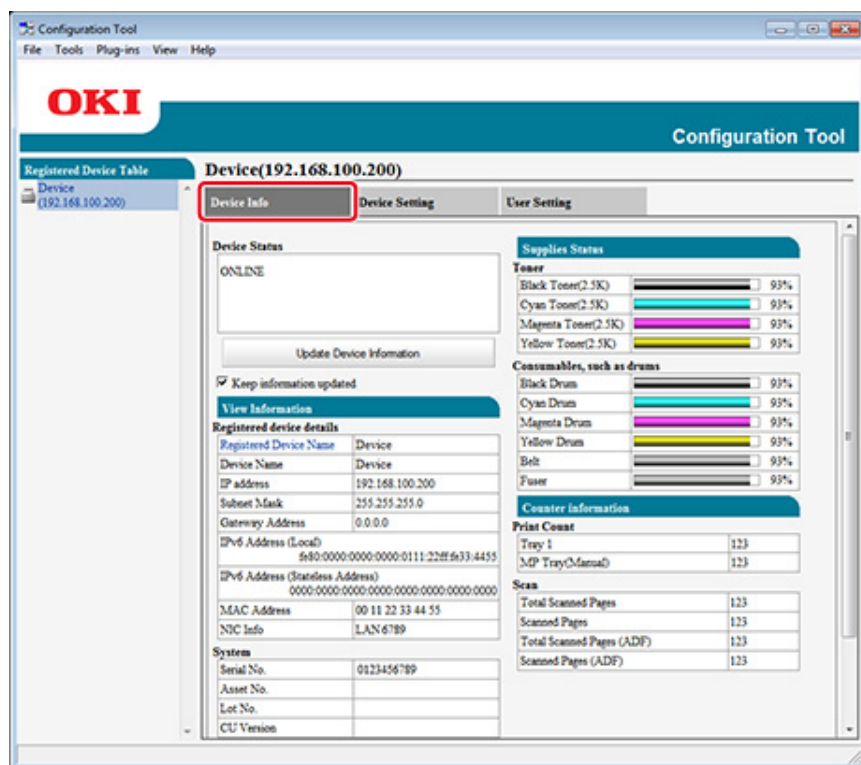 Configuration Tool
File Tools Plug-ins View Help
OKI
Configuration Tool
Registered Device Table
Device
(192.168.100.200)
Device(192.168.100.200)
Device Info Device Setting User Setting
Device Status
ONLINE
Update Device Information
Keep information updated
View Information
Registered device details
Registered Device Name Device
Device Name Device
IP address 192.168.100.200
Subnet Mask 255.255.255.0
Gateway Address 0.0.0.0
IPv6 Address (Local)
fe80:0000:0000:0000:0111:22ff:fe33:4455
IPv6 Address (Stateless Address)
0000:0000:0000:0000:0000:0000:0000:0000
MAC Address 00 11 22 33 44 55
NIC Info LAN 6789
System
Serial No. 0123456789
Asset No.
Lot No.
CU Version
Supplies Status
Toner
Black Toner(2.5K) 93%
Cyan Toner(2.5K) 93%
Magenta Toner(2.5K) 93%
Yellow Toner(2.5K) 93%
Consumables, such as drums
Black Drum 93%
Cyan Drum 93%
Magenta Drum 93%
Yellow Drum 93%
Belt 93%
Fuser 93%
Counter information
Print Count
Tray 1 123
MP Tray(Manual) 123
Scan
Total Scanned Pages 123
Scanned Pages 123
Total Scanned Pages (ADF) 123
Scanned Pages (ADF) 123